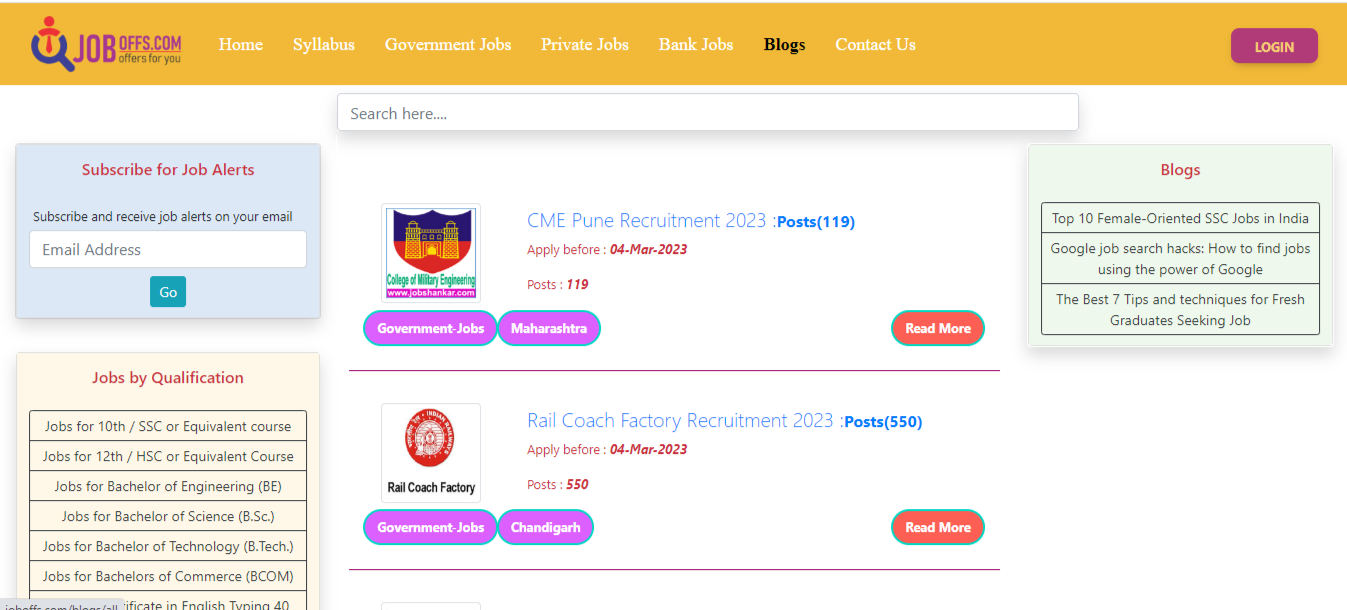 JOB OFFS.COM
offers for you
Home
Syllabus
Government Jobs
Private Jobs
Bank Jobs
Blogs
Contact Us
LOGIN
Search here....
Subscribe for Job Alerts
Subscribe and receive job alerts on your email
Email Address
Go
Jobs by Qualification
Jobs for 10th / SSC or Equivalent course
Jobs for 12th / HSC or Equivalent Course
Jobs for Bachelor of Engineering (BE)
Jobs for Bachelor of Science (B.Sc.)
Jobs for Bachelor of Technology (B.Tech.)
Jobs for Bachelors of Commerce (BCOM)
in English Typing 40
joboffs.com/blogs/all
College of Military Engineering
www.jobshankar.com
CME Pune Recruitment 2023 :Posts(119)
Apply before : 04-Mar-2023
Posts : 119
Government-Jobs
Maharashtra
Read More
INDIAN RAILWAYS
Rail Coach Factory
Rail Coach Factory Recruitment 2023 :Posts(550)
Apply before : 04-Mar-2023
Posts : 550
Government-Jobs
Chandigarh
Read More
Blogs
Top 10 Female-Oriented SSC Jobs in India
Google job search hacks: How to find jobs
using the power of Google
The Best 7 Tips and techniques for Fresh
Graduates Seeking Job